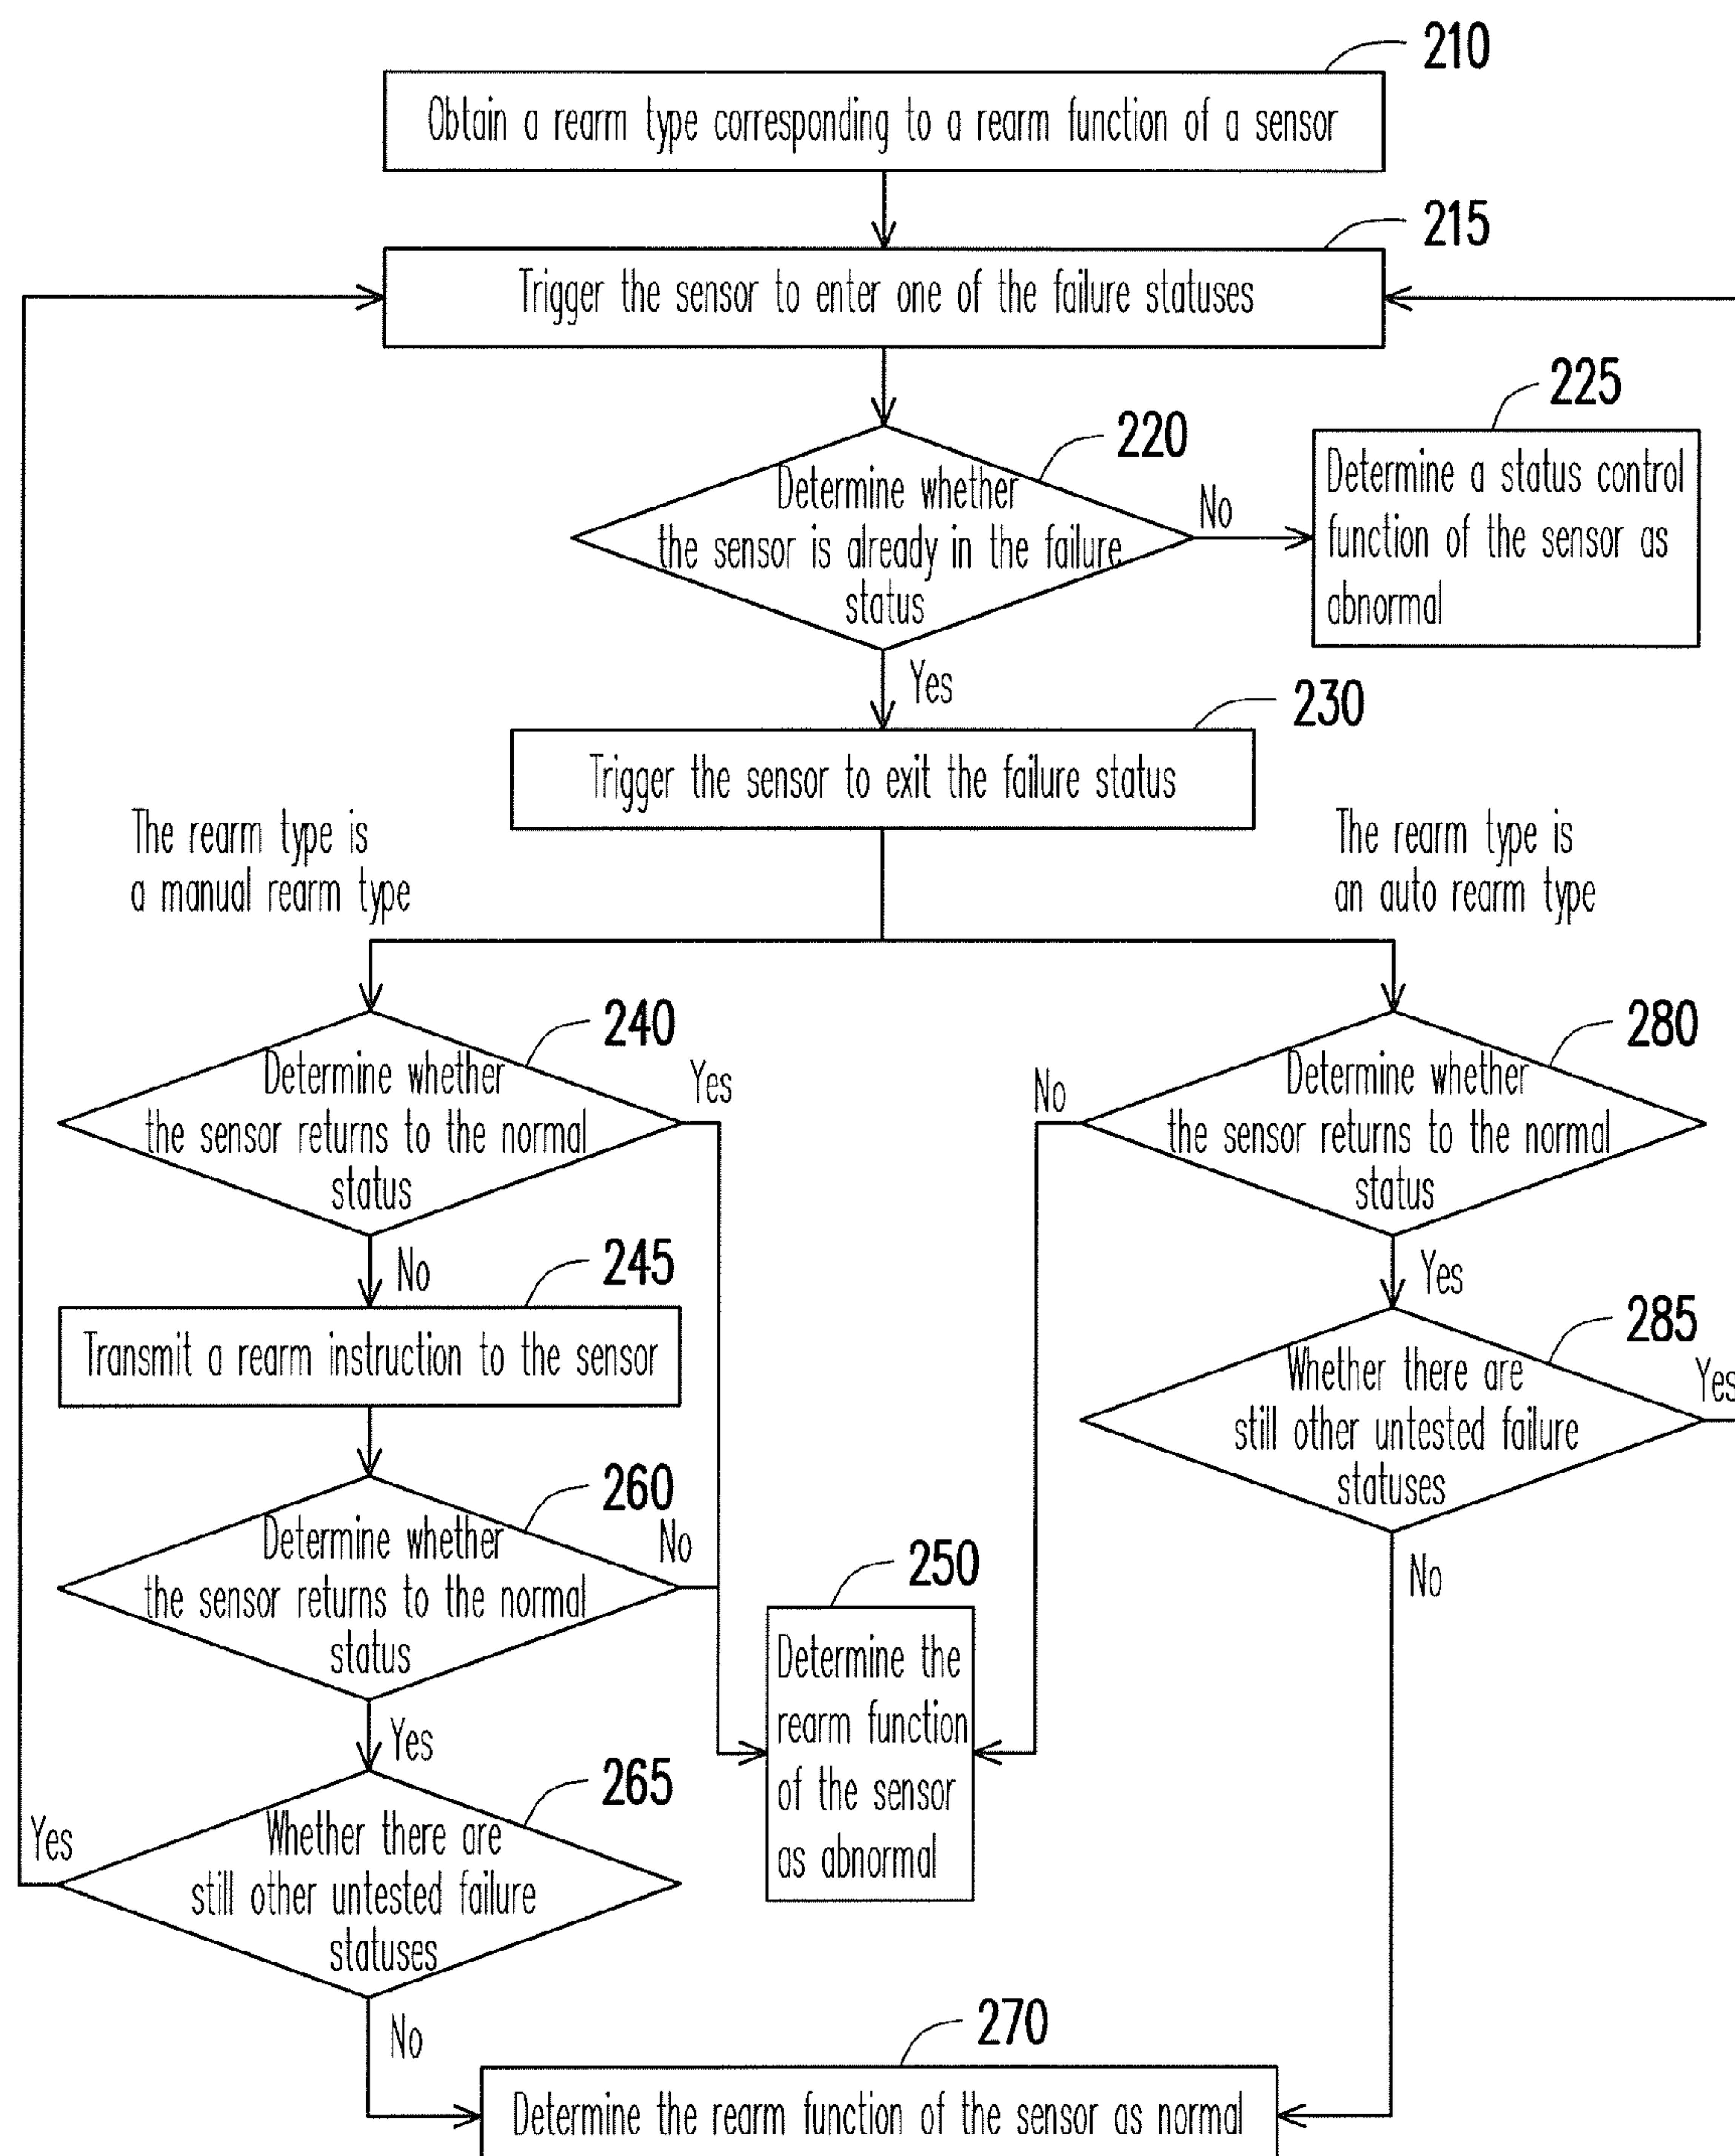 210
Obtain a rearm type corresponding to a rearm function of a sensor
215
Trigger the sensor to enter one of the failure statuses
220
Determine whether
the sensor is already in the failure
status
No
225
Determine a status control
function of the sensor as
abnormal
Yes
230
Trigger the sensor to exit the failure status
The rearm type is
a manual rearm type
The rearm type is
an auto rearm type
240
Determine whether
the sensor returns to the normal
status
Yes
No
245
Transmit a rearm instruction to the sensor
260
Determine whether
the sensor returns to the normal
status
No
Yes
265
Whether there are
still other untested failure
statuses
Yes
No
250
Determine the
rearm function
of the sensor
as abnormal
280
Determine whether
the sensor returns to the normal
status
No
Yes
285
Whether there are
still other untested failure
statuses
Yes
No
270
Determine the rearm function of the sensor as normal